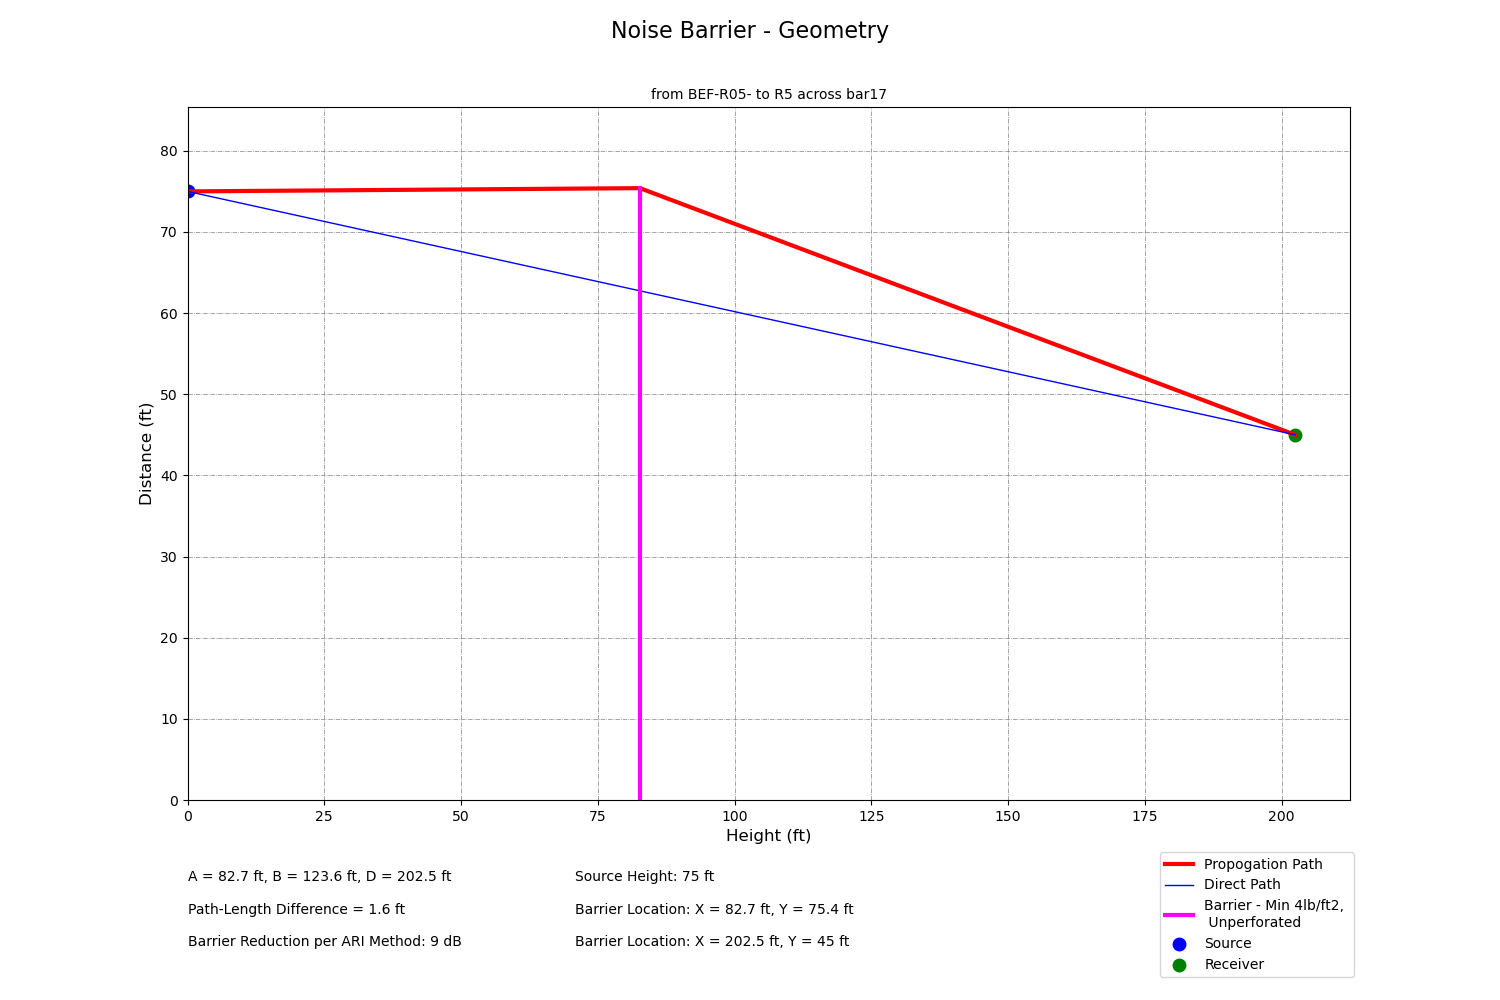 Noise Barrier - Geometry
from BEF-R05- to R5 across bar17
80
70
60
50
40
30
20
10
0
Distance (ft)
0 25 50 75 100 125 150 175 200
Height (ft)
A = 82.7 ft, B = 123.6 ft, D = 202.5 ft
Path-Length Difference = 1.6 ft
Barrier Reduction per ARI Method: 9 dB
Source Height: 75 ft
Barrier Location: X = 82.7 ft, Y = 75.4 ft
Barrier Location: X = 202.5 ft, Y = 45 ft
Propogation Path
Direct Path
Barrier - Min 4lb/ft2,
Unperforated
Source
Receiver